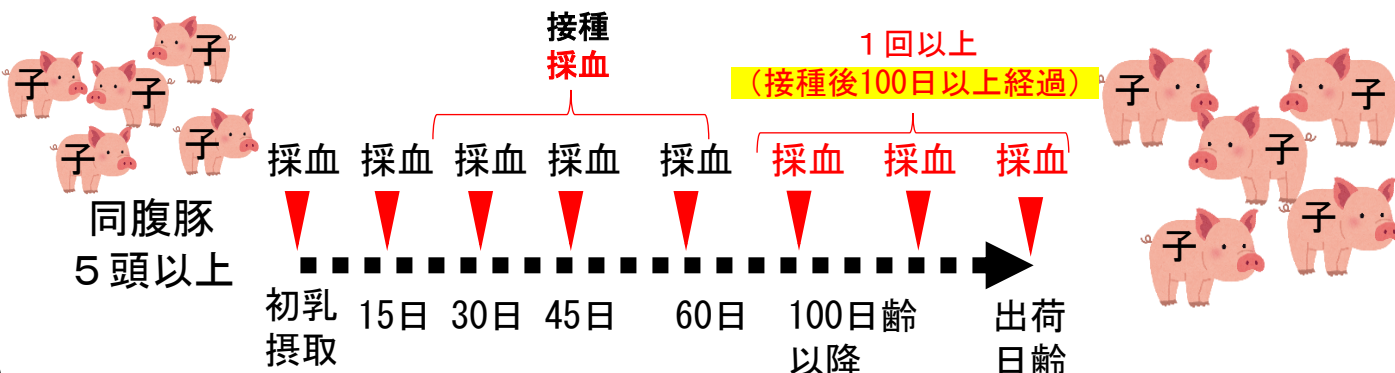 接種
採血
1回以上
(接種後100日以上経過)
子
子
子
子
子
採血 採血 採血 採血 採血 採血 採血 採血
同腹豚
5頭以上
初乳
摂取
15日 30日 45日 60日 100日齢
以降
出荷
日齢
子
子
子
子
子